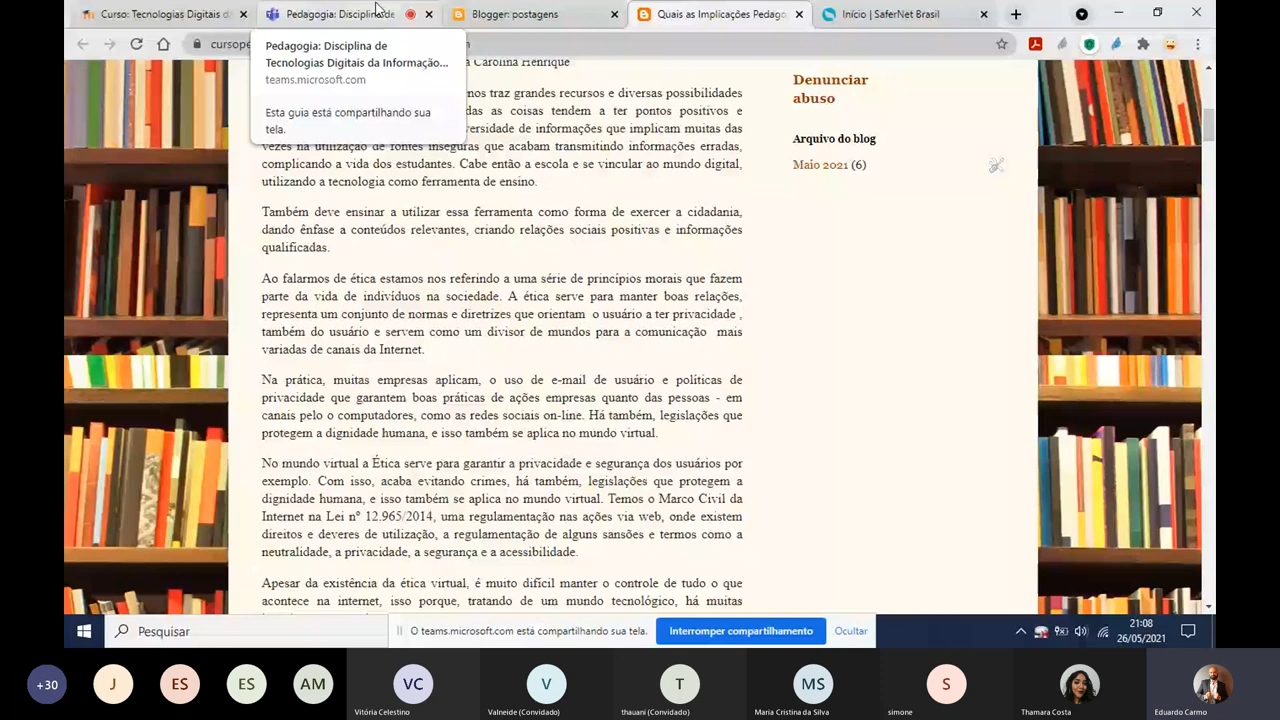 Curso: Tecnologias Digitais da
Pedagogia: Disciplina de
Blogger: postagens
Quais as Implicações Pedagó
Início | SaferNet Brasil
cursope
Pedagogia: Disciplina de
Tecnologias Digitais da Informação...
teams.microsoft.com
Esta guia está compartilhando sua
tela.
a Carolina Henrique
nos traz grandes recursos e diversas possibilidades
das as coisas tendem a ter pontos positivos e
versidade de informações que implicam muitas das
vezes na utilização de fontes inseguras que acabam transmitindo informações erradas,
complicando a vida dos estudantes. Cabe então a escola e se vincular ao mundo digital,
utilizando a tecnologia como ferramenta de ensino.
Também deve ensinar a utilizar essa ferramenta como forma de exercer a cidadania,
dando ênfase a conteúdos relevantes, criando relações sociais positivas e informações
qualificadas.
Ao falarmos de ética estamos nos referindo a uma série de princípios morais que fazem
parte da vida de indivíduos na sociedade. A ética serve para manter boas relações,
representa um conjunto de normas e diretrizes que orientam o usuário a ter privacidade ,
também do usuário e servem como um divisor de mundos para a comunicação mais
variadas de canais da Internet.
Na prática, muitas empresas aplicam, o uso de e-mail de usuário e políticas de
privacidade que garantem boas práticas de ações empresas quanto das pessoas - em
canais pelo o computadores, como as redes sociais on-line. Há também, legislações que
protegem a dignidade humana, e isso também se aplica no mundo virtual.
No mundo virtual a Ética serve para garantir a privacidade e segurança dos usuários por
exemplo. Com isso, acaba evitando crimes, há também, legislações que protegem a
dignidade humana, e isso também se aplica no mundo virtual. Temos o Marco Civil da
Internet na Lei nº 12.965/2014, uma regulamentação nas ações via web, onde existem
direitos e deveres de utilização, a regulamentação de alguns sansões e termos como a
neutralidade, a privacidade, a segurança e a acessibilidade.
Apesar da existência da ética virtual, é muito difícil manter o controle de tudo o que
acontece na internet, isso porque, tratando de um mundo tecnológico, há muitas
Denunciar
abuso
Arquivo do blog
Maio 2021 (6)
Pesquisar
O teams.microsoft.com está compartilhando sua tela.
Interromper compartilhamento
Ocultar
21:08
26/05/2021
+30
J
ES
ES
AM
VC
V
T
MS
S
Vitória Celestino
Valneide (Convidado)
thauani (Convidado)
Maria Cristina da Silva
simone
Thamara Costa
Eduardo Carmo